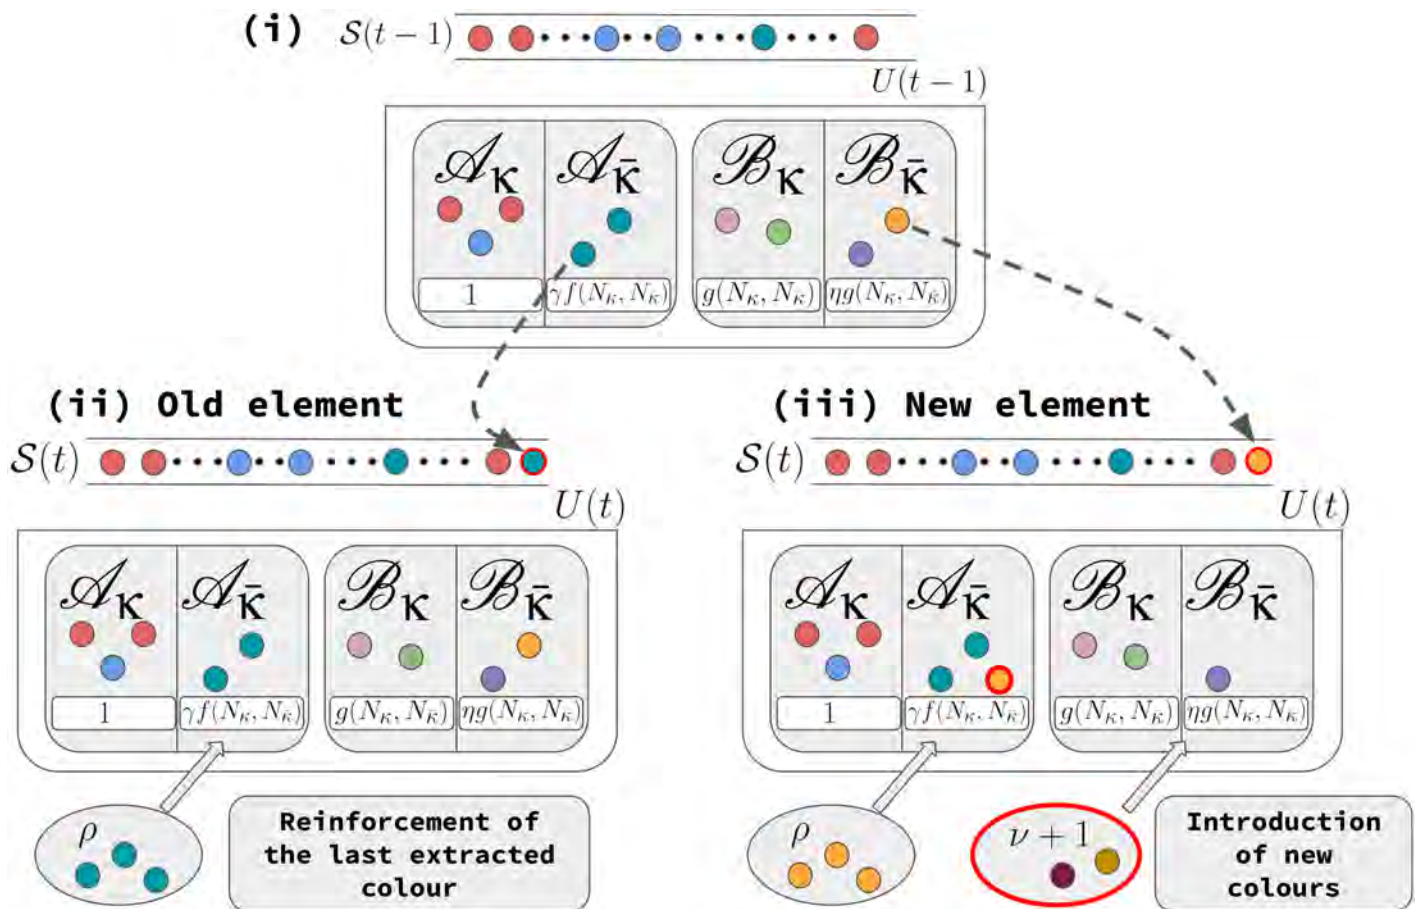 (i) S(t − 1)
U(t − 1)
𝒜κ 𝒜κ̄ ℬκ ℬκ̄
1 γf(Nκ, Nκ̄) g(Nκ, Nκ̄) ηg(Nκ, Nκ̄)
(ii) Old element
S(t)
U(t)
𝒜κ 𝒜κ̄ ℬκ ℬκ̄
1 γf(Nκ, Nκ̄) g(Nκ, Nκ̄) ηg(Nκ, Nκ̄)
ρ
Reinforcement of
the last extracted
colour
(iii) New element
S(t)
U(t)
𝒜κ 𝒜κ̄ ℬκ ℬκ̄
1 γf(Nκ, Nκ̄) g(Nκ, Nκ̄) ηg(Nκ, Nκ̄)
ρ
ν + 1
Introduction
of new
colours